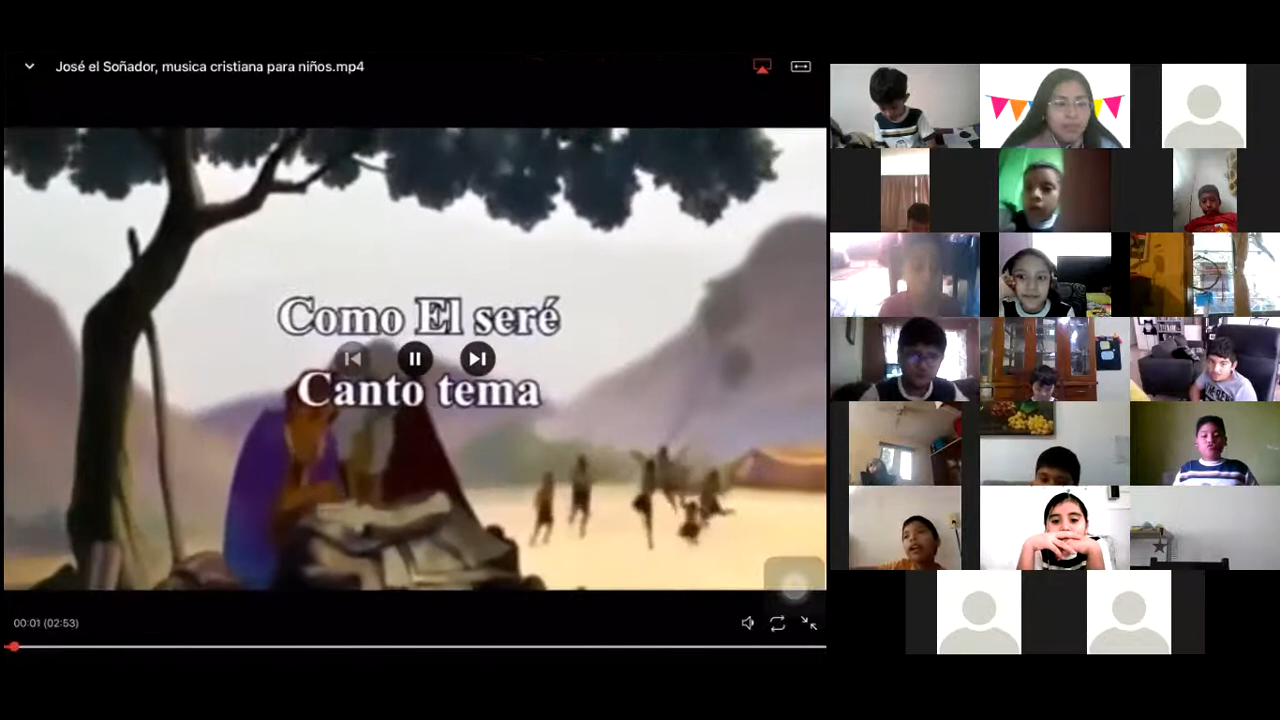 José el Soñador, musica cristiana para niños.mp4
Como El seré
Canto tema
00:01 (02:53)